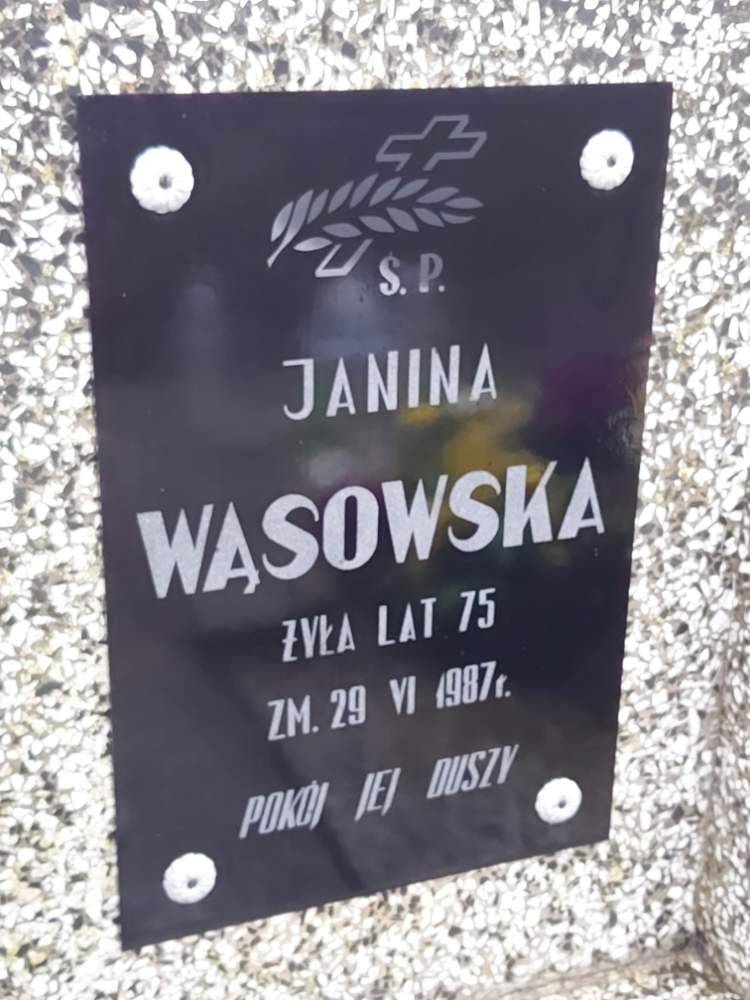 Ś. P.
JANINA
WĄSOWSKA
ŻYŁA LAT 75
ZM. 29 VI 1987r.
POKÓJ JEJ DUSZY